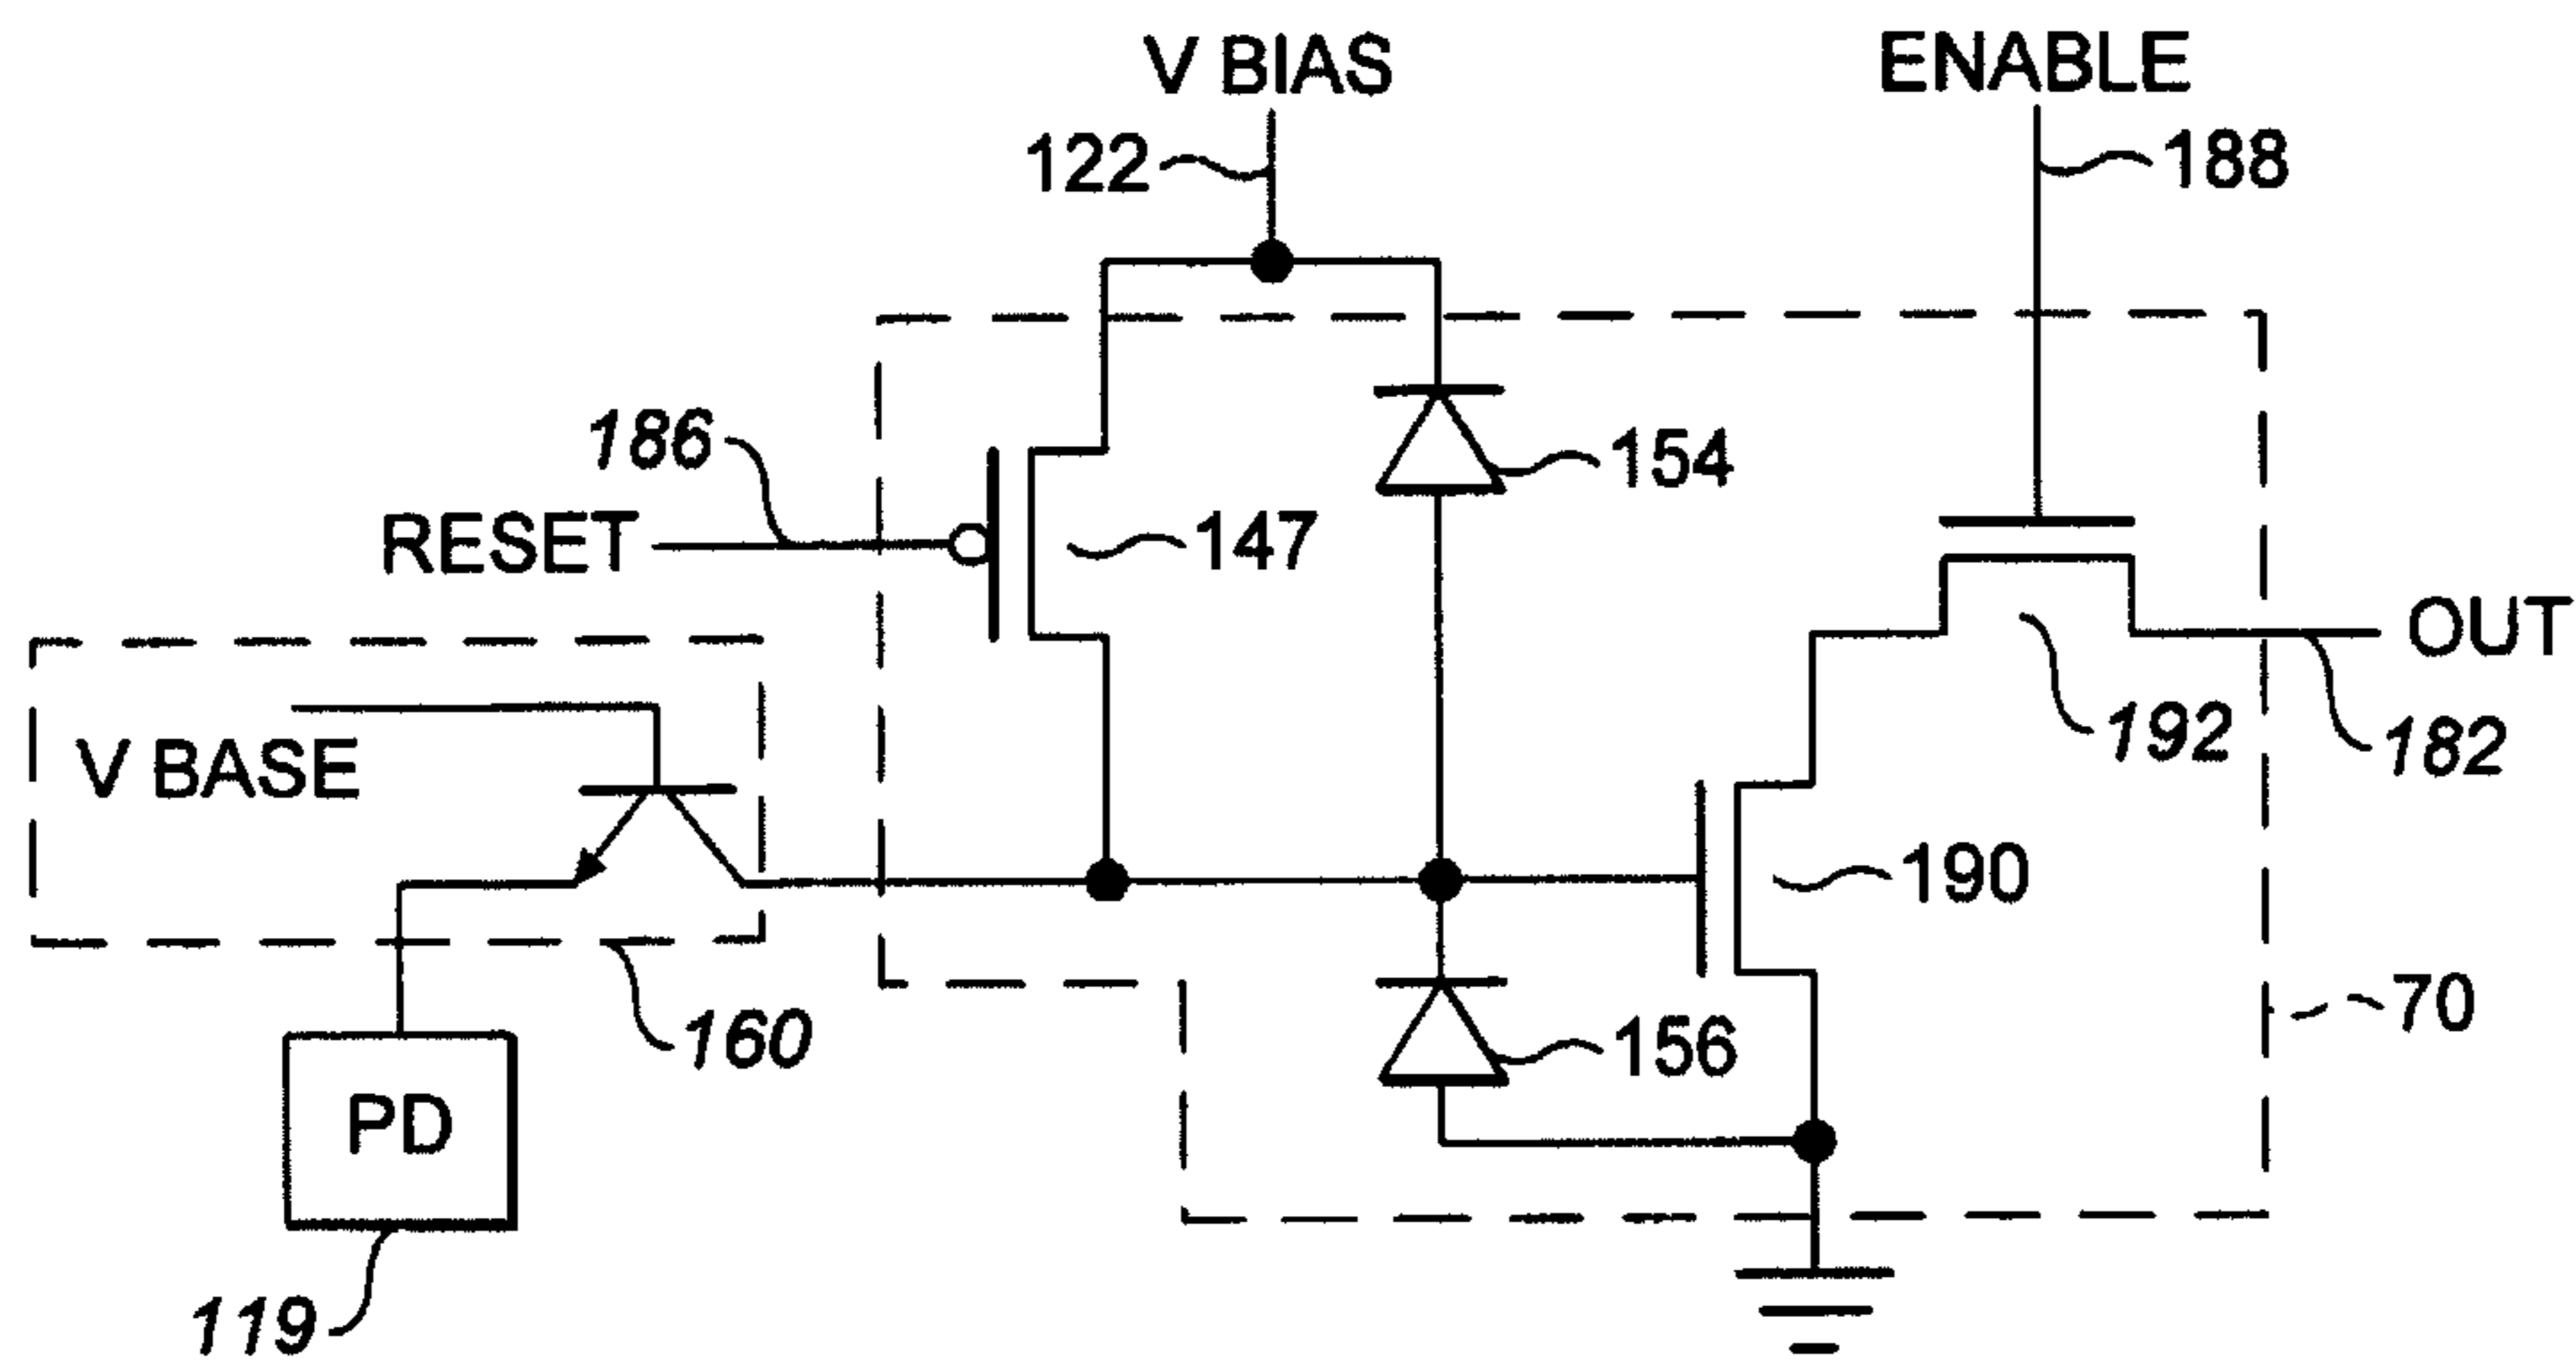 V BIAS
ENABLE
122
188
186
154
RESET
147
OUT
192
182
V BASE
190
70
160
156
PD
119